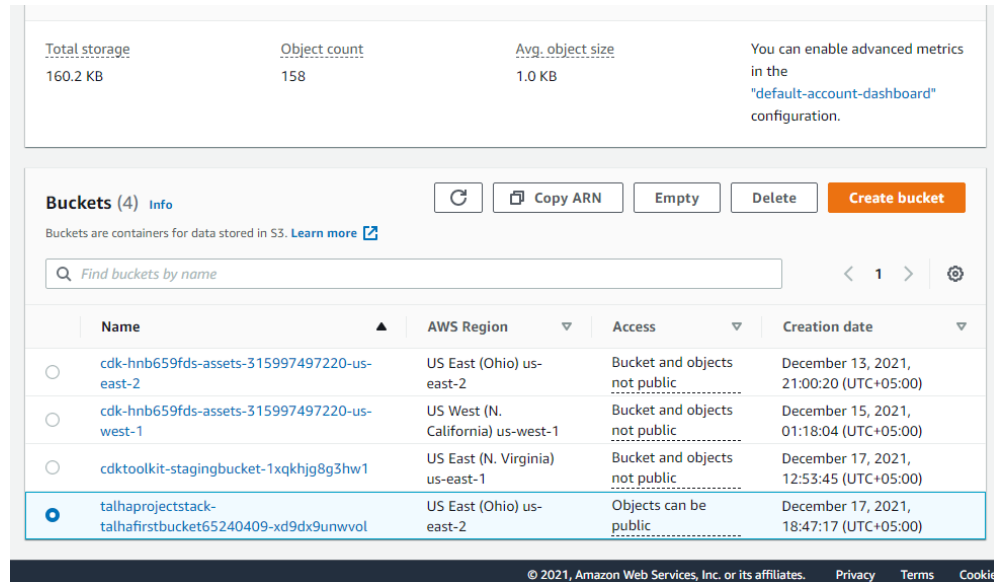 Total storage
160.2 KB
Object count
158
Avg. object size
1.0 KB
You can enable advanced metrics
in the
"default-account-dashboard"
configuration.
Buckets (4) Info
Copy ARN
Empty
Delete
Create bucket
Buckets are containers for data stored in S3. Learn more
Find buckets by name
1
Name
AWS Region
Access
Creation date
cdk-hnb659fds-assets-315997497220-us-
east-2
US East (Ohio) us-
east-2
Bucket and objects
not public
December 13, 2021,
21:00:20 (UTC+05:00)
cdk-hnb659fds-assets-315997497220-us-
west-1
US West (N.
California) us-west-1
Bucket and objects
not public
December 15, 2021,
01:18:04 (UTC+05:00)
cdktoolkit-stagingbucket-1xqkhjg8g3hw1
US East (N. Virginia)
us-east-1
Bucket and objects
not public
December 17, 2021,
12:53:45 (UTC+05:00)
talhaprojectstack-
talhafirstbucket65240409-xd9dx9unwvol
US East (Ohio) us-
east-2
Objects can be
public
December 17, 2021,
18:47:17 (UTC+05:00)
© 2021, Amazon Web Services, Inc. or its affiliates.
Privacy
Terms
Cookie